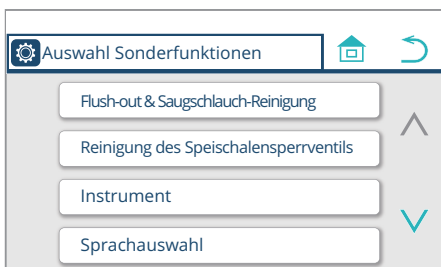 Auswahl Sonderfunktionen
Flush-out & Saugschlauch-Reinigung
Reinigung des Speischalensperrventils
Instrument
Sprachauswahl